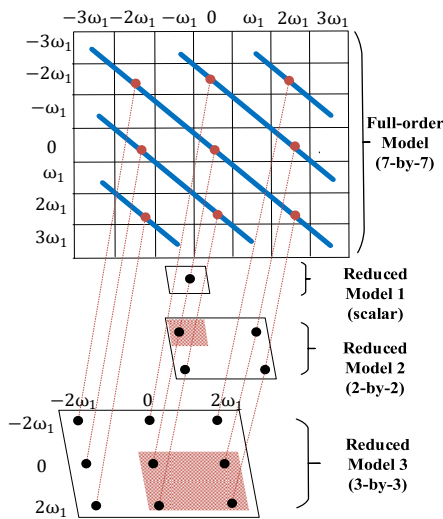 −3ω₁ −2ω₁ −ω₁ 0 ω₁ 2ω₁ 3ω₁
−3ω₁
−2ω₁
−ω₁
0
ω₁
2ω₁
3ω₁
Full-order
Model
(7-by-7)
Reduced
Model 1
(scalar)
Reduced
Model 2
(2-by-2)
−2ω₁ 0 2ω₁
−2ω₁
0
2ω₁
Reduced
Model 3
(3-by-3)